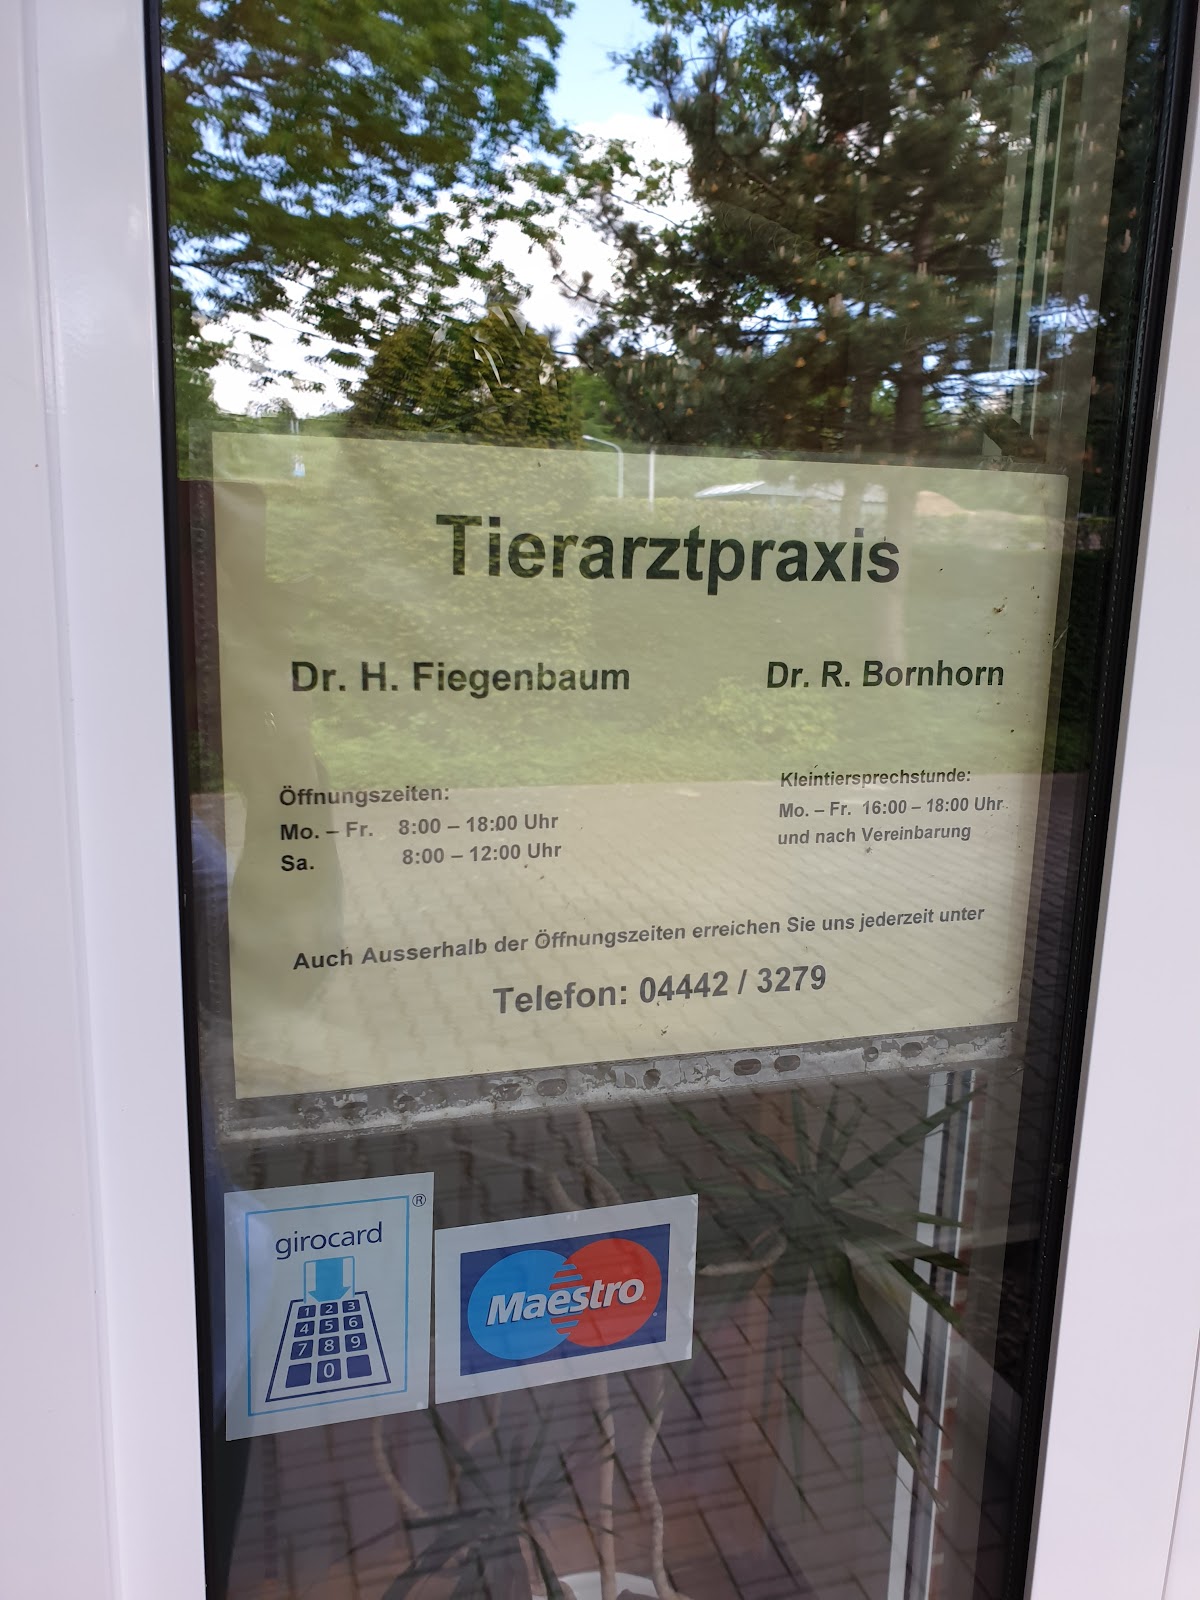 Tierarztpraxis
Dr. H. Fiegenbaum
Dr. R. Bornhorn
Öffnungszeiten:
Mo. – Fr. 8:00 – 18:00 Uhr
Sa. 8:00 – 12:00 Uhr
Kleintiersprechstunde:
Mo. – Fr. 16:00 – 18:00 Uhr
und nach Vereinbarung
Auch Ausserhalb der Öffnungszeiten erreichen Sie uns jederzeit unter
Telefon: 04442 / 3279
girocard ®
1 2 3
4 5 6
7 8 9
0
Maestro